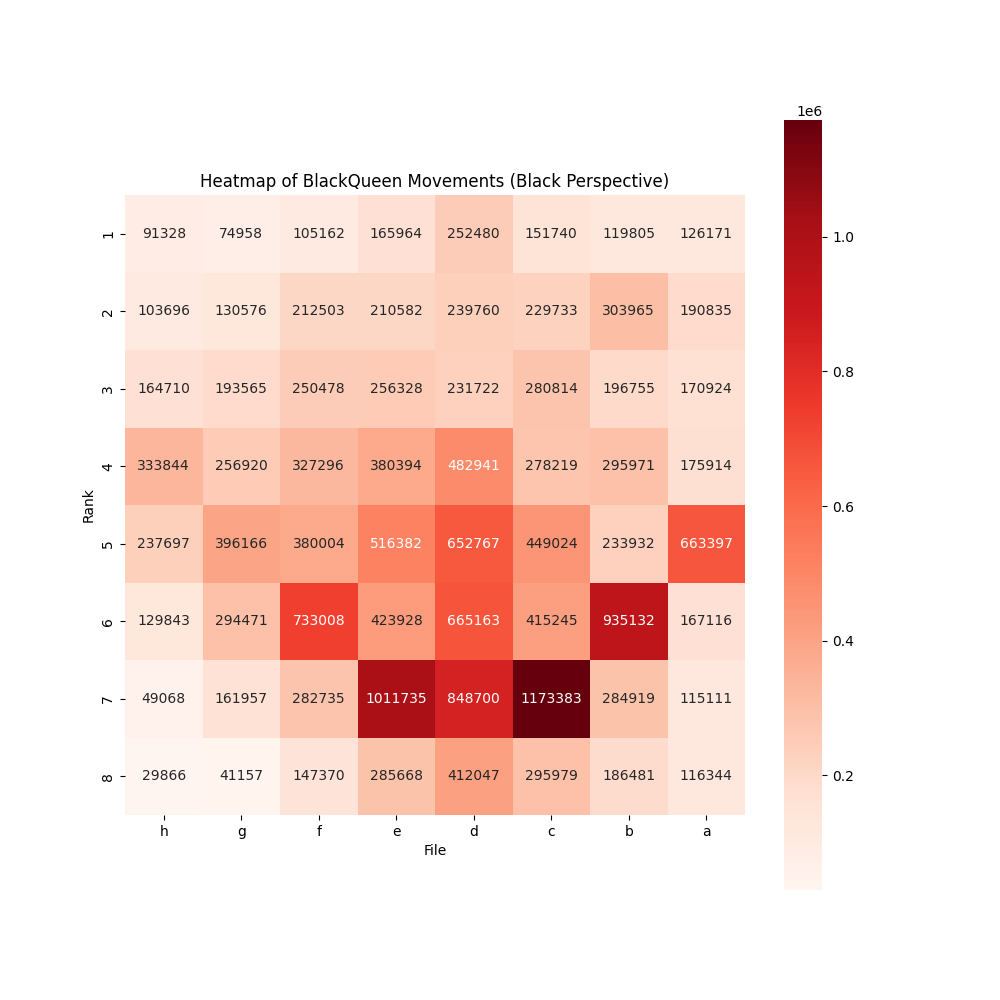 1e6
Heatmap of BlackQueen Movements (Black Perspective)
1 91328 74958 105162 165964 252480 151740 119805 126171
1.0
2 103696 130576 212503 210582 239760 229733 303965 190835
0.8
3 164710 193565 250478 256328 231722 280814 196755 170924
4 333844 256920 327296 380394 482941 278219 295971 175914
Rank
0.6
5 237697 396166 380004 516382 652767 449024 233932 663397
6 129843 294471 733008 423928 665163 415245 935132 167116
0.4
7 49068 161957 282735 1011735 848700 1173383 284919 115111
8 29866 41157 147370 285668 412047 295979 186481 116344
0.2
h g f e d c b a
File